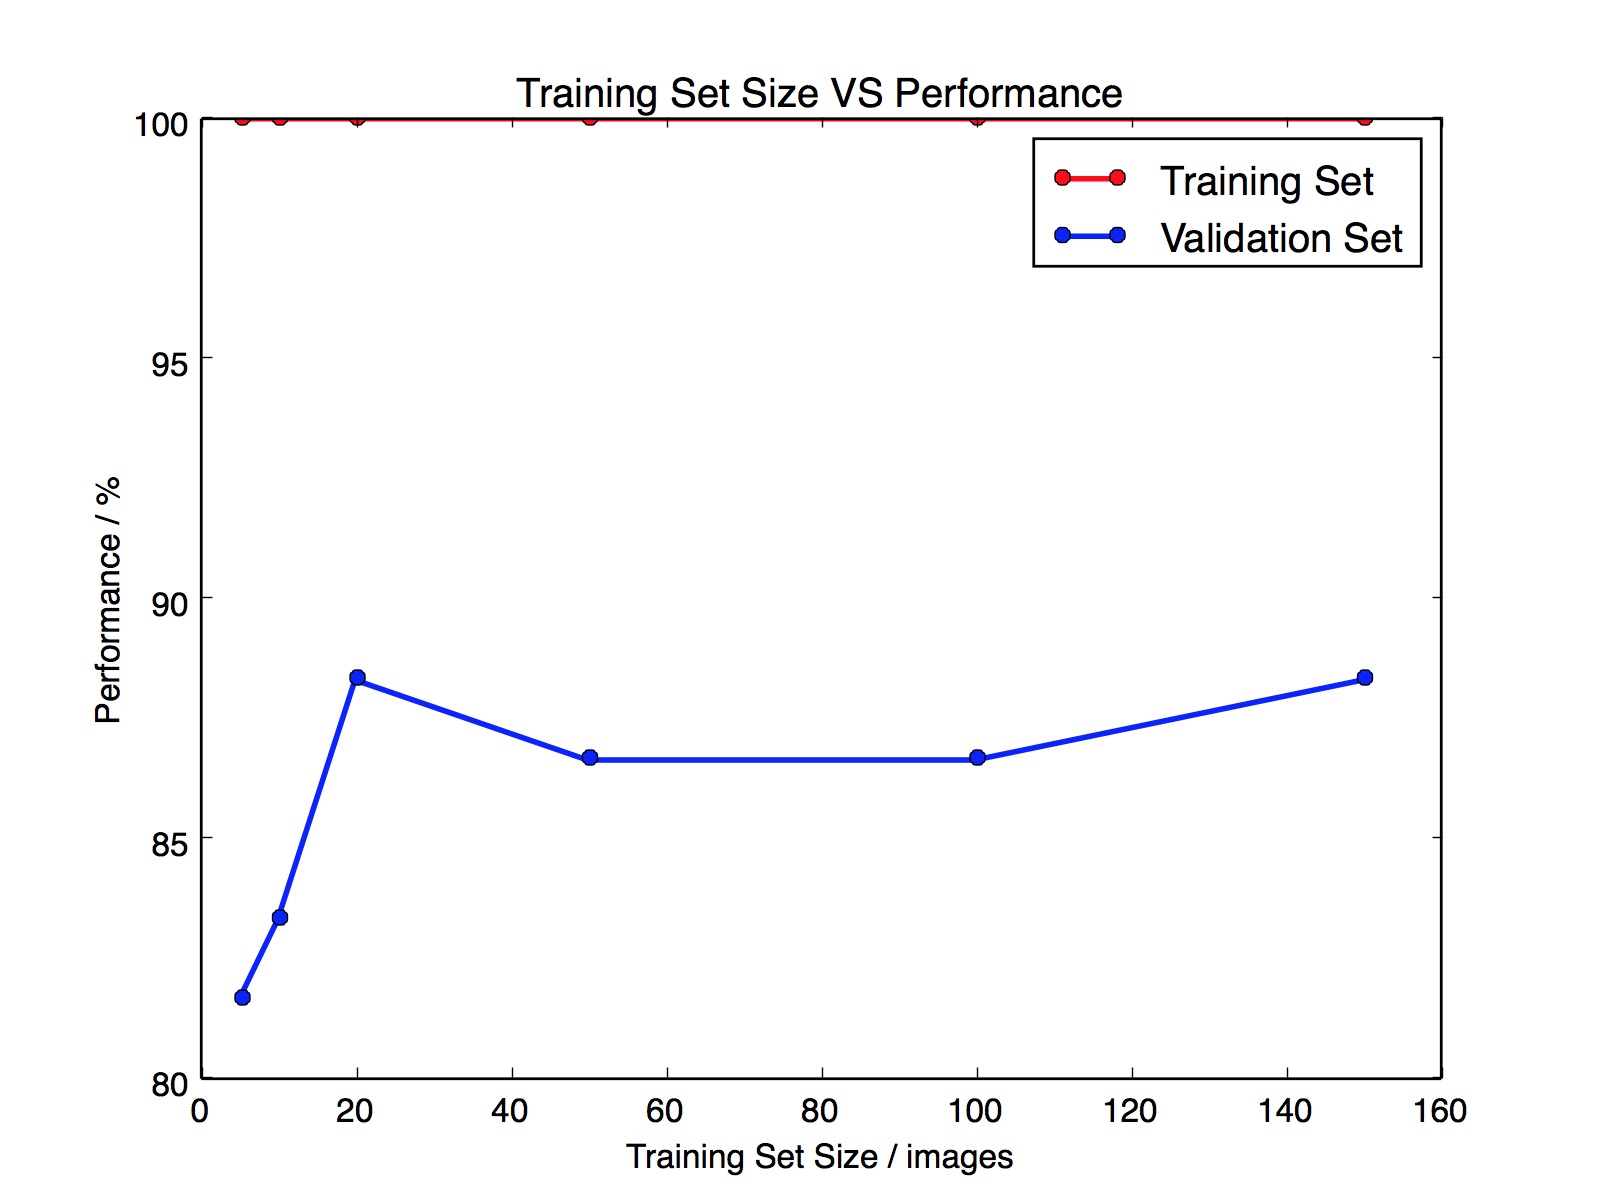 Training Set Size VS Performance
100
95
90
85
80
Performance / %
Training Set
Validation Set
0 20 40 60 80 100 120 140 160
Training Set Size / images